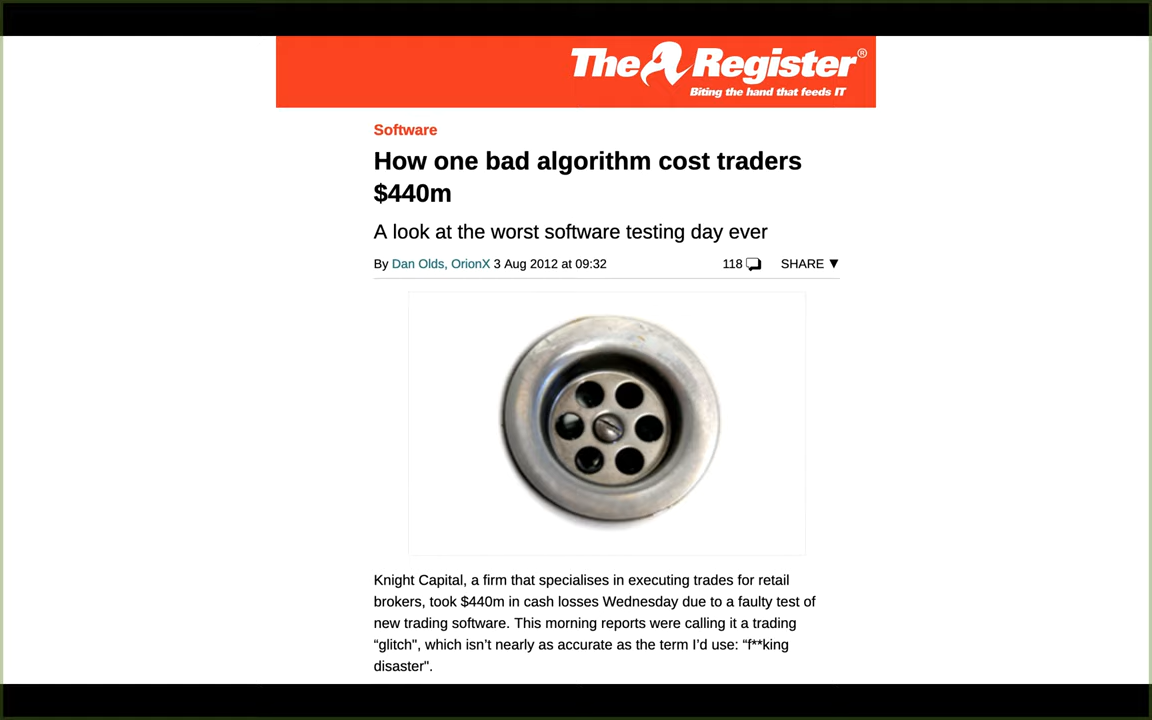 The Register®
Biting the hand that feeds IT
Software
How one bad algorithm cost traders
$440m
A look at the worst software testing day ever
By Dan Olds, OrionX 3 Aug 2012 at 09:32 118 SHARE ▼
Knight Capital, a firm that specialises in executing trades for retail
brokers, took $440m in cash losses Wednesday due to a faulty test of
new trading software. This morning reports were calling it a trading
“glitch", which isn’t nearly as accurate as the term I’d use: “f**king
disaster".